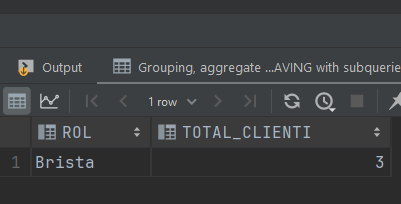 Output
Grouping, aggregate ...AVING with subquerie
1 row
ROL TOTAL_CLIENTI
1 Brista 3